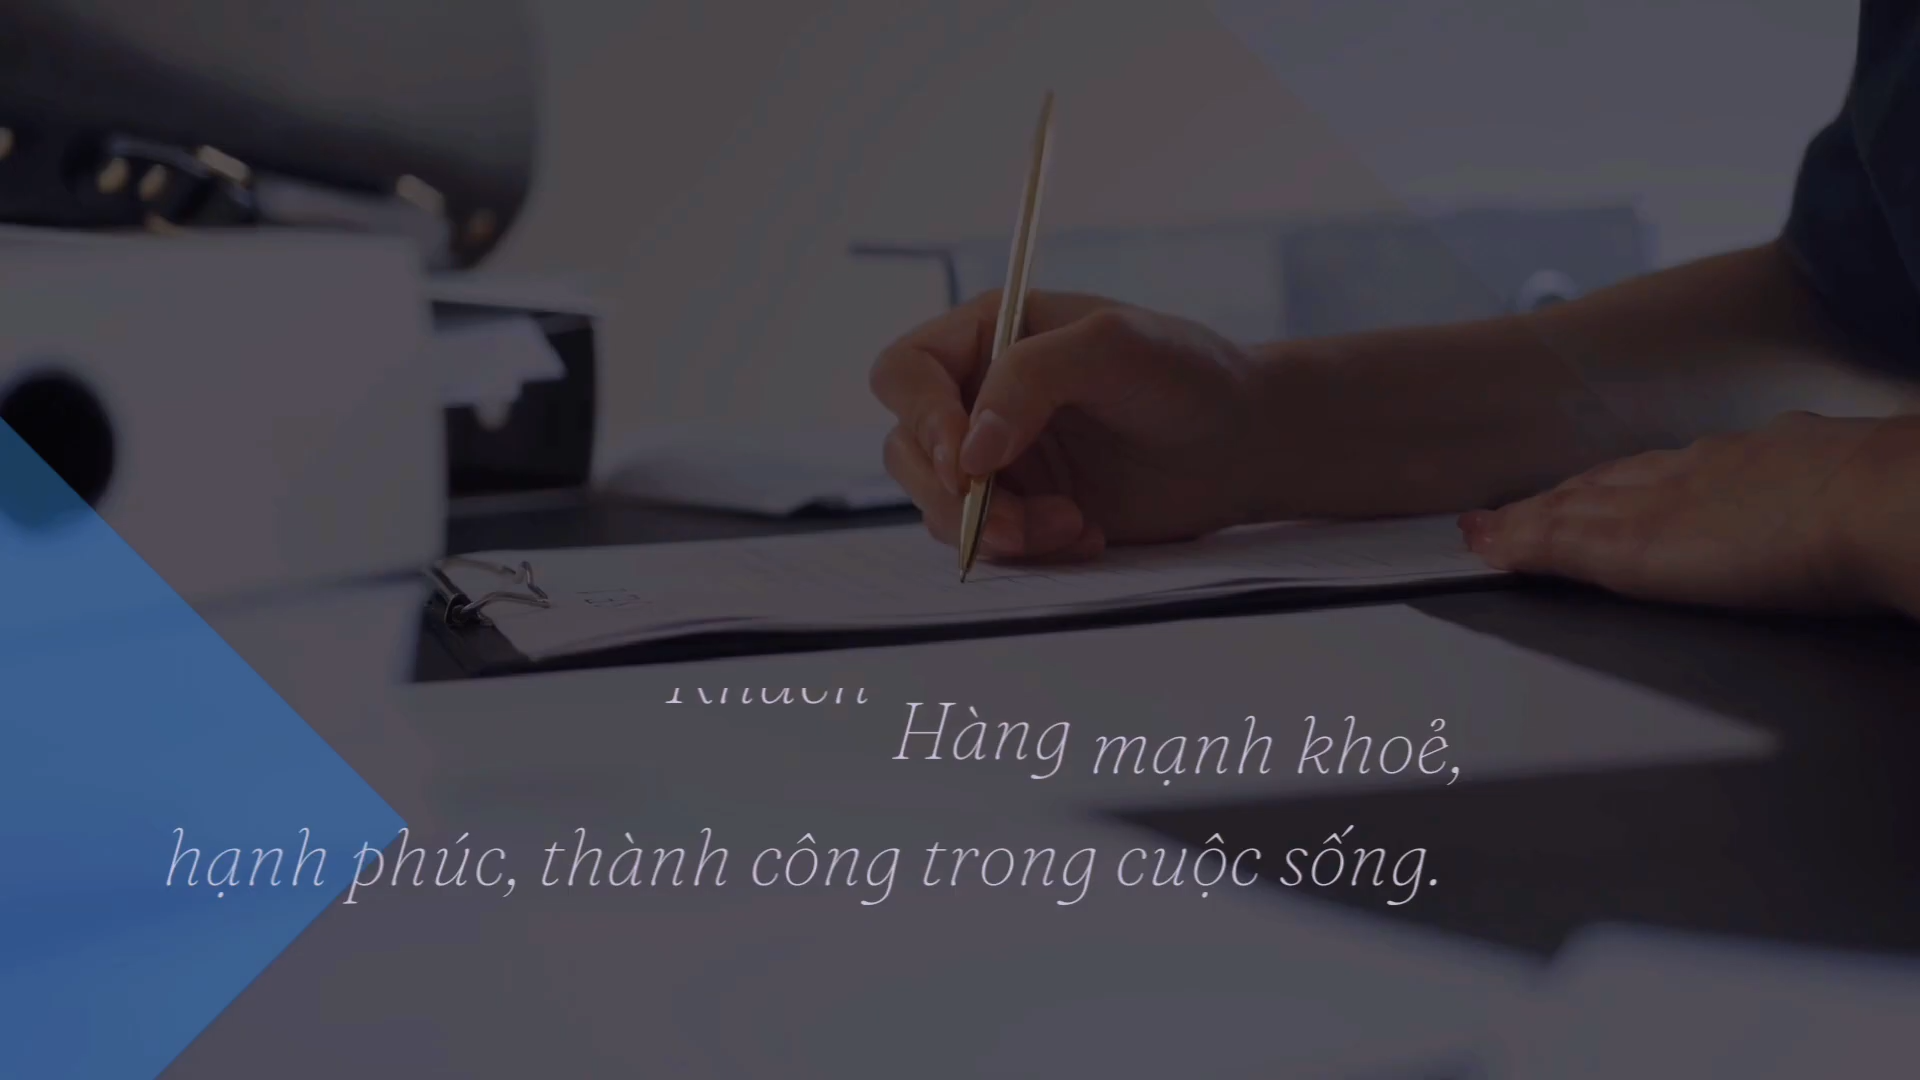 Hàng mạnh khoẻ,
hạnh phúc, thành công trong cuộc sống.